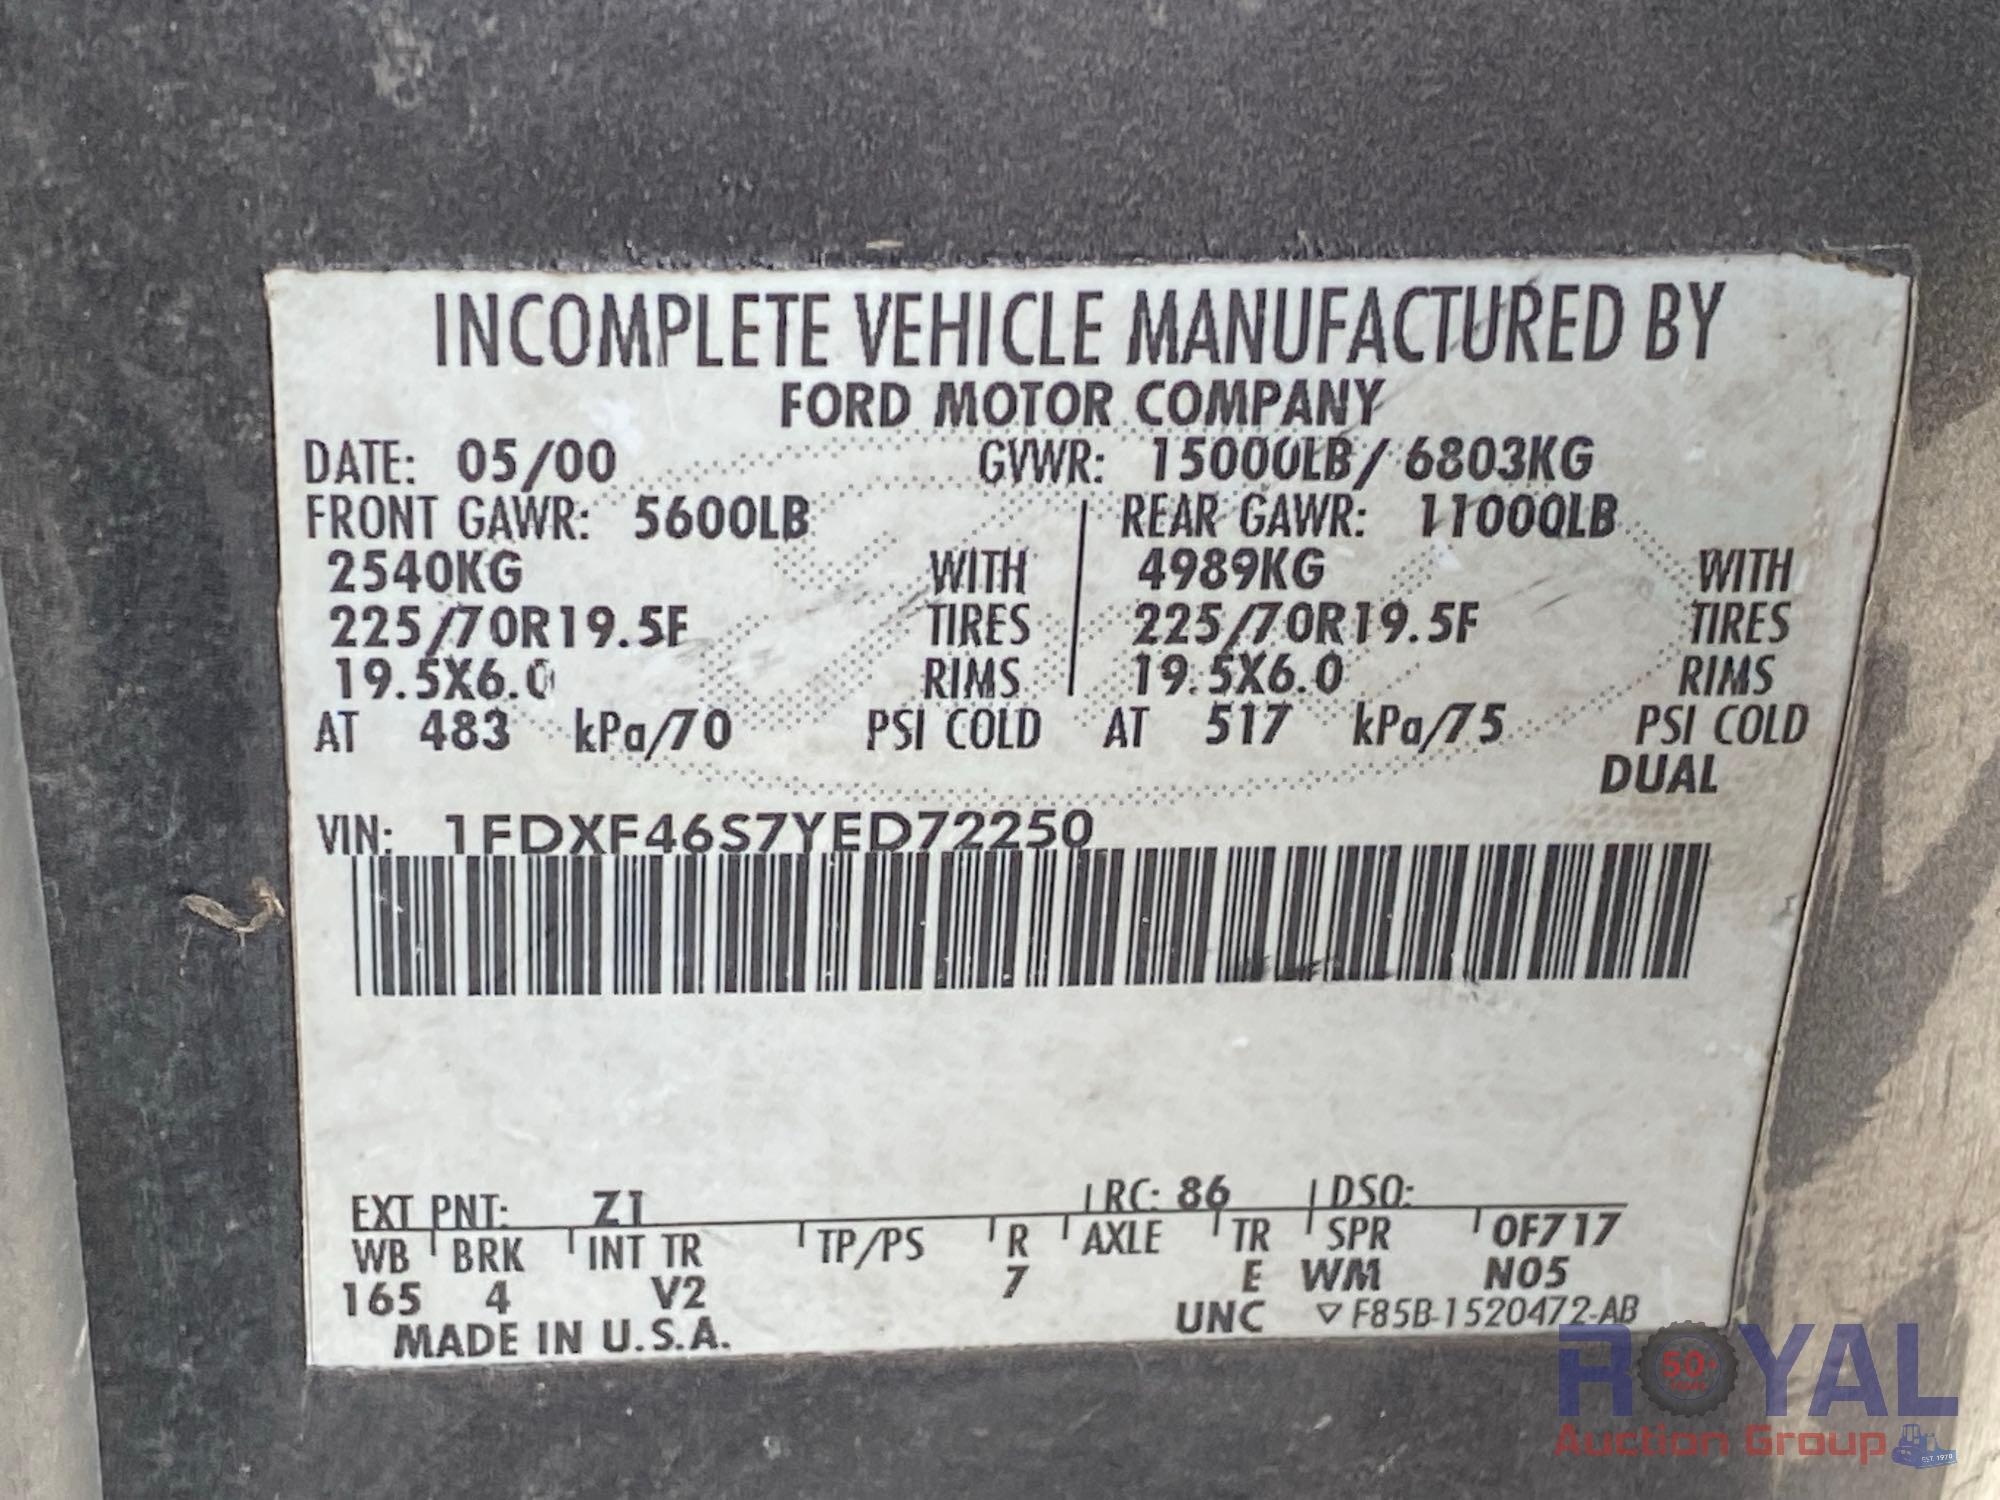 INCOMPLETE VEHICLE MANUFACTURED BY
FORD MOTOR COMPANY
DATE: 05/00 GVWR: 15000LB/ 6803KG
FRONT GAWR: 5600LB REAR GAWR: 11000LB
2540KG WITH 4989KG WITH
225/70R19.5F TIRES 225/70R19.5F TIRES
19.5X6.0 RIMS 19.5X6.0 RIMS
AT 483 kPa/70 PSI COLD AT 517 kPa/75 PSI COLD
DUAL
VIN: 1FDXF46S7YED72250
EXT PNT: Z1 RC: 86 DSO:
WB BRK INT TR TP/PS R AXLE TR SPR 0F717
165 4 V2 7 E WM N05
MADE IN U.S.A. UNC ▽ F85B-1520472-AB
ROYAL
50+
Auction Group
EST. 1970